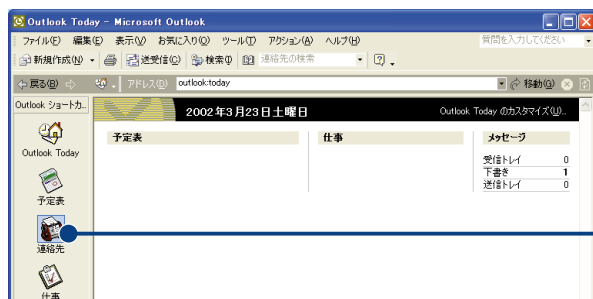 Outlook Today - Microsoft Outlook
ファイル(F) 編集(E) 表示(V) お気に入り(O) ツール(T) アクション(A) ヘルプ(H) 質問を入力してください
新規作成(N) 送受信(C) 検索(I) 連絡先の検索
戻る(B) アドレス(D) outlook:today 移動(G)
Outlook ショートカ.. 2002年3月23日土曜日 Outlook Today のカスタマイズ(U)...
予定表 仕事 メッセージ
Outlook Today
受信トレイ 0
下書き 1
送信トレイ 0
予定表
連絡先
仕事